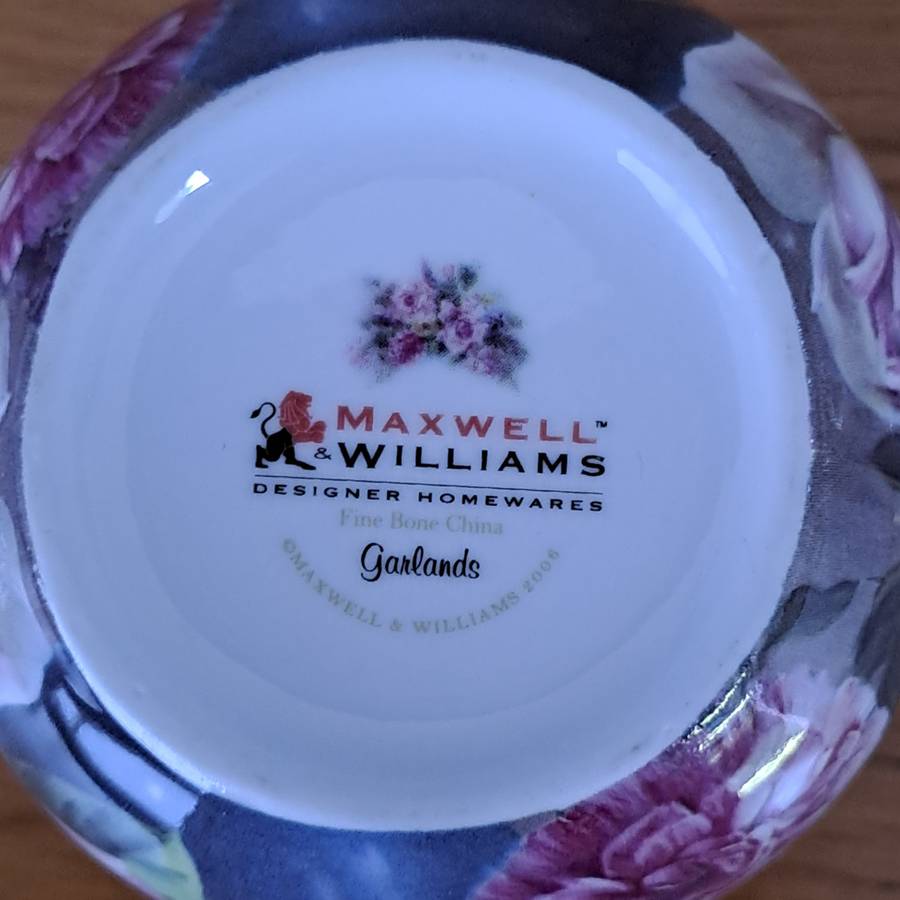 MAXWELL™
& WILLIAMS
DESIGNER HOMEWARES
Fine Bone China
Garlands
©MAXWELL & WILLIAMS 2006